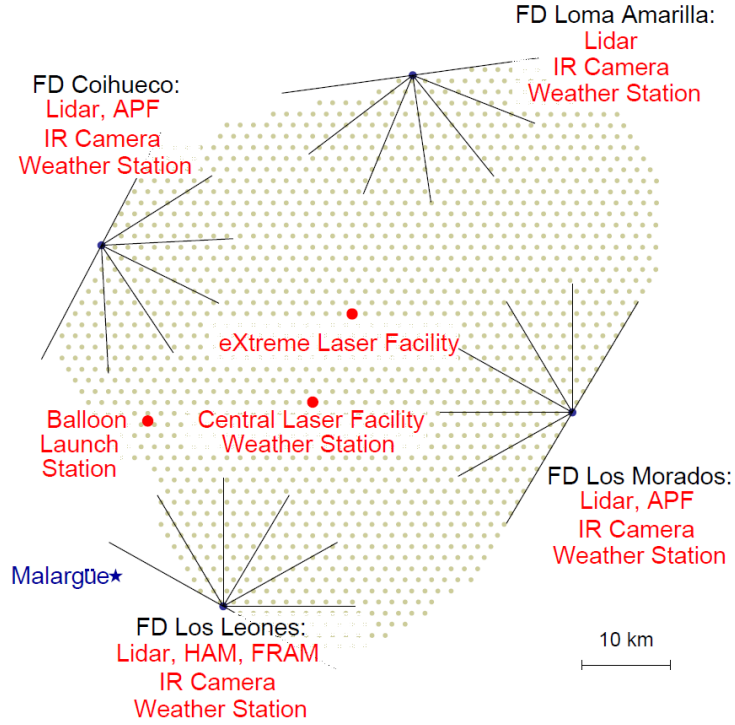 FD Loma Amarilla:
Lidar
IR Camera
Weather Station
FD Coihueco:
Lidar, APF
IR Camera
Weather Station
eXtreme Laser Facility
Balloon
Launch
Station
Central Laser Facility
Weather Station
FD Los Morados:
Lidar, APF
IR Camera
Weather Station
Malargüe
FD Los Leones:
Lidar, HAM, FRAM
IR Camera
Weather Station
10 km